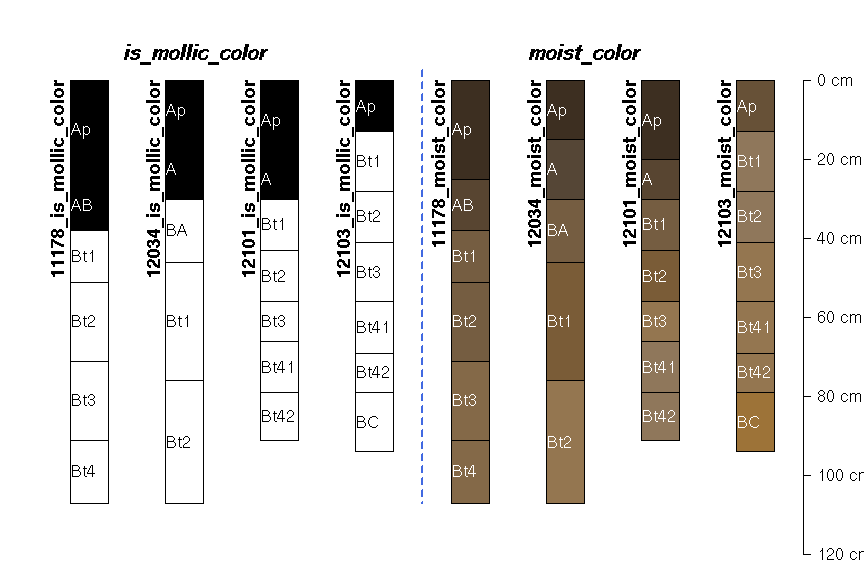 is_mollic_color
moist_color
11178_is_mollic_color
Ap
AB
Bt1
Bt2
Bt3
Bt4
12034_is_mollic_color
Ap
A
BA
Bt1
Bt2
12101_is_mollic_color
Ap
A
Bt1
Bt2
Bt3
Bt41
Bt42
12103_is_mollic_color
Ap
Bt1
Bt2
Bt3
Bt41
Bt42
BC
11178_moist_color
Ap
AB
Bt1
Bt2
Bt3
Bt4
12034_moist_color
Ap
A
BA
Bt1
Bt2
12101_moist_color
Ap
A
Bt1
Bt2
Bt3
Bt41
Bt42
12103_moist_color
Ap
Bt1
Bt2
Bt3
Bt41
Bt42
BC
0 cm
20 cm
40 cm
60 cm
80 cm
100 cm
120 cm